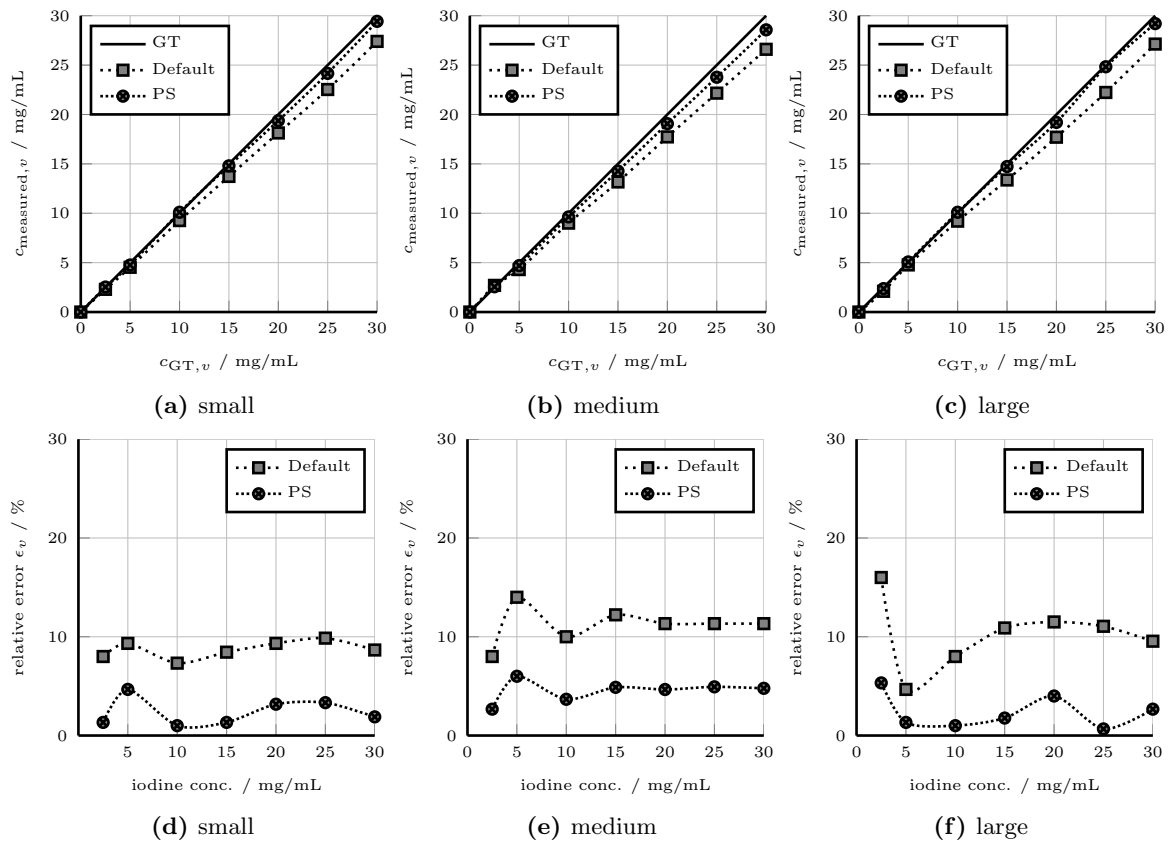 30
25
20
15
10
5
0
c_measured,v / mg/mL
GT
Default
PS
0 5 10 15 20 25 30
c_GT,v / mg/mL
(a) small
30
25
20
15
10
5
0
c_measured,v / mg/mL
GT
Default
PS
0 5 10 15 20 25 30
c_GT,v / mg/mL
(b) medium
30
25
20
15
10
5
0
c_measured,v / mg/mL
GT
Default
PS
0 5 10 15 20 25 30
c_GT,v / mg/mL
(c) large
30
20
10
0
relative error ϵ_v / %
Default
PS
5 10 15 20 25 30
iodine conc. / mg/mL
(d) small
30
20
10
0
relative error ϵ_v / %
Default
PS
5 10 15 20 25 30
iodine conc. / mg/mL
(e) medium
30
20
10
0
relative error ϵ_v / %
Default
PS
0 5 10 15 20 25 30
iodine conc. / mg/mL
(f) large